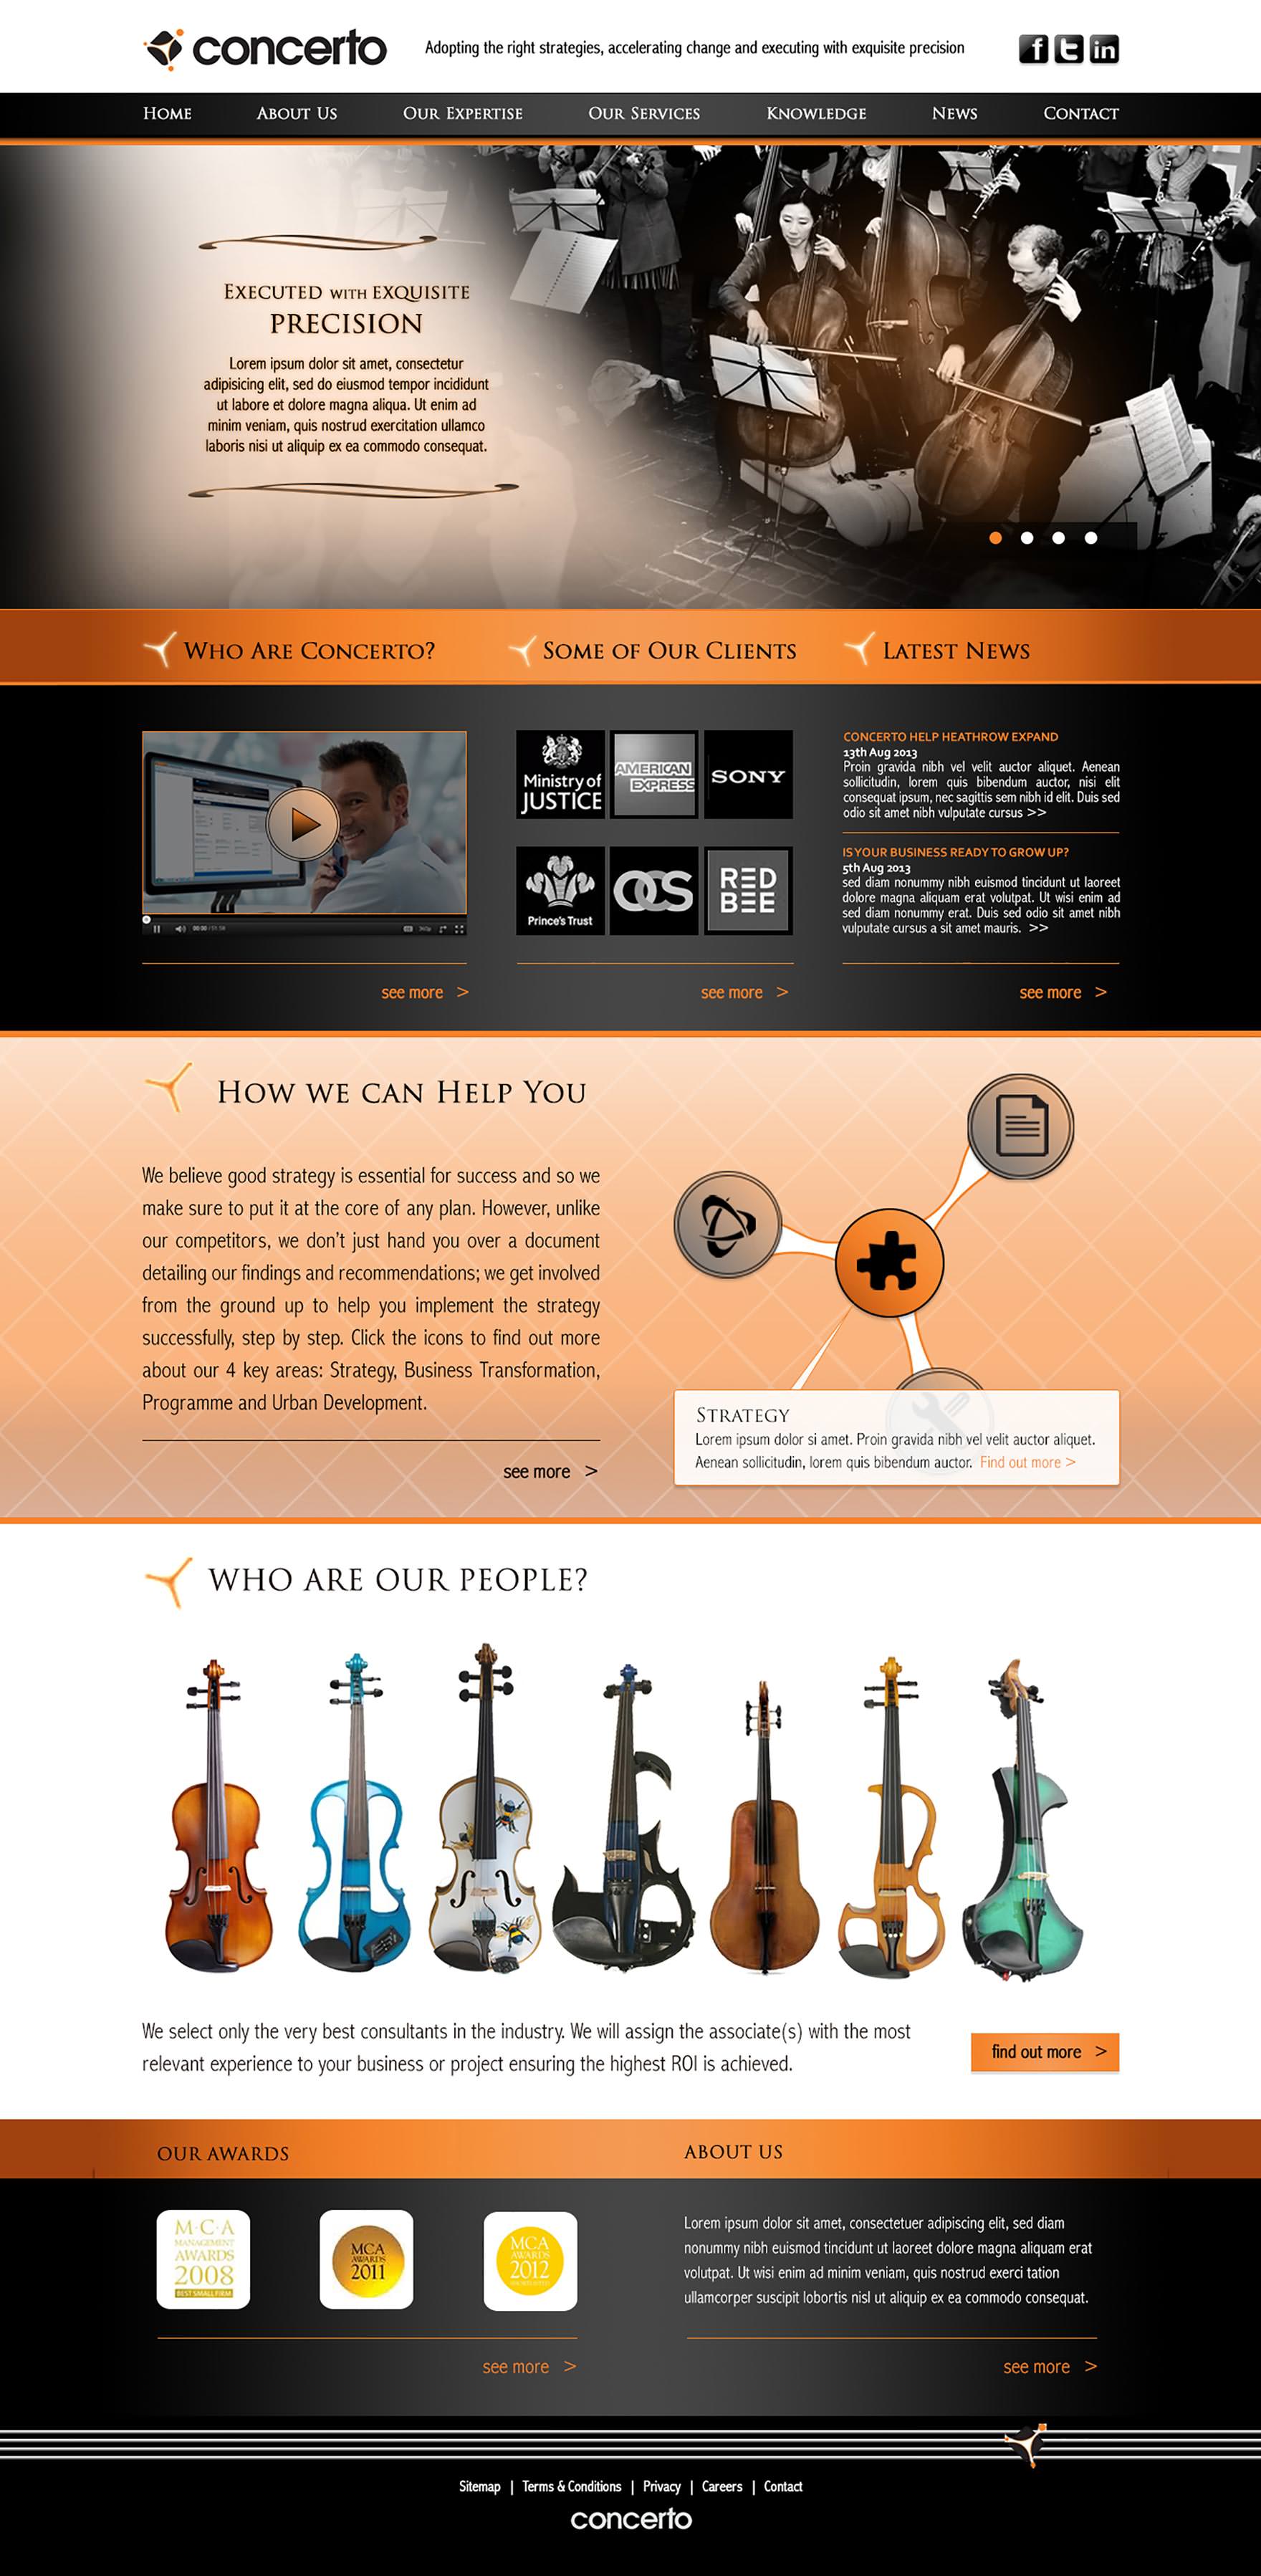 concerto
Adopting the right strategies, accelerating change and executing with exquisite precision
f t in
Home About Us Our Expertise Our Services Knowledge News Contact
Executed with exquisite
PRECISION
Lorem ipsum dolor sit amet, consectetur
adipisicing elit, sed do eiusmod tempor incididunt
ut labore et dolore magna aliqua. Ut enim ad
minim veniam, quis nostrud exercitation ullamco
laboris nisi ut aliquip ex ea commodo consequat.
Who Are Concerto?
00:00 / 51:58
360p
see more >
Some of Our Clients
Ministry of
JUSTICE
AMERICAN
EXPRESS
SONY
Prince's Trust
OCS
RED
BEE
see more >
Latest News
CONCERTO HELP HEATHROW EXPAND
13th Aug 2013
Proin gravida nibh vel velit auctor aliquet. Aenean
sollicitudin, lorem quis bibendum auctor, nisi elit
consequat ipsum, nec sagittis sem nibh id elit. Duis sed
odio sit amet nibh vulputate cursus >>
IS YOUR BUSINESS READY TO GROW UP?
5th Aug 2013
sed diam nonummy nibh euismod tincidunt ut laoreet
dolore magna aliquam erat volutpat. Ut wisi enim ad
sed diam nonummy erat. Duis sed odio sit amet nibh
vulputate cursus a sit amet mauris. >>
see more >
How we can Help You
We believe good strategy is essential for success and so we
make sure to put it at the core of any plan. However, unlike
our competitors, we don't just hand you over a document
detailing our findings and recommendations; we get involved
from the ground up to help you implement the strategy
successfully, step by step. Click the icons to find out more
about our 4 key areas: Strategy, Business Transformation,
Programme and Urban Development.
see more >
Strategy
Lorem ipsum dolor si amet. Proin gravida nibh vel velit auctor aliquet.
Aenean sollicitudin, lorem quis bibendum auctor. Find out more >
WHO ARE OUR PEOPLE?
We select only the very best consultants in the industry. We will assign the associate(s) with the most
relevant experience to your business or project ensuring the highest ROI is achieved.
find out more >
OUR AWARDS
M·C·A
MANAGEMENT
AWARDS
2008
BEST SMALL FIRM
MCA
AWARDS
2011
MCA
AWARDS
2012
see more >
ABOUT US
Lorem ipsum dolor sit amet, consectetuer adipiscing elit, sed diam
nonummy nibh euismod tincidunt ut laoreet dolore magna aliquam erat
volutpat. Ut wisi enim ad minim veniam, quis nostrud exerci tation
ullamcorper suscipit lobortis nisl ut aliquip ex ea commodo consequat.
see more >
Sitemap | Terms & Conditions | Privacy | Careers | Contact
concerto